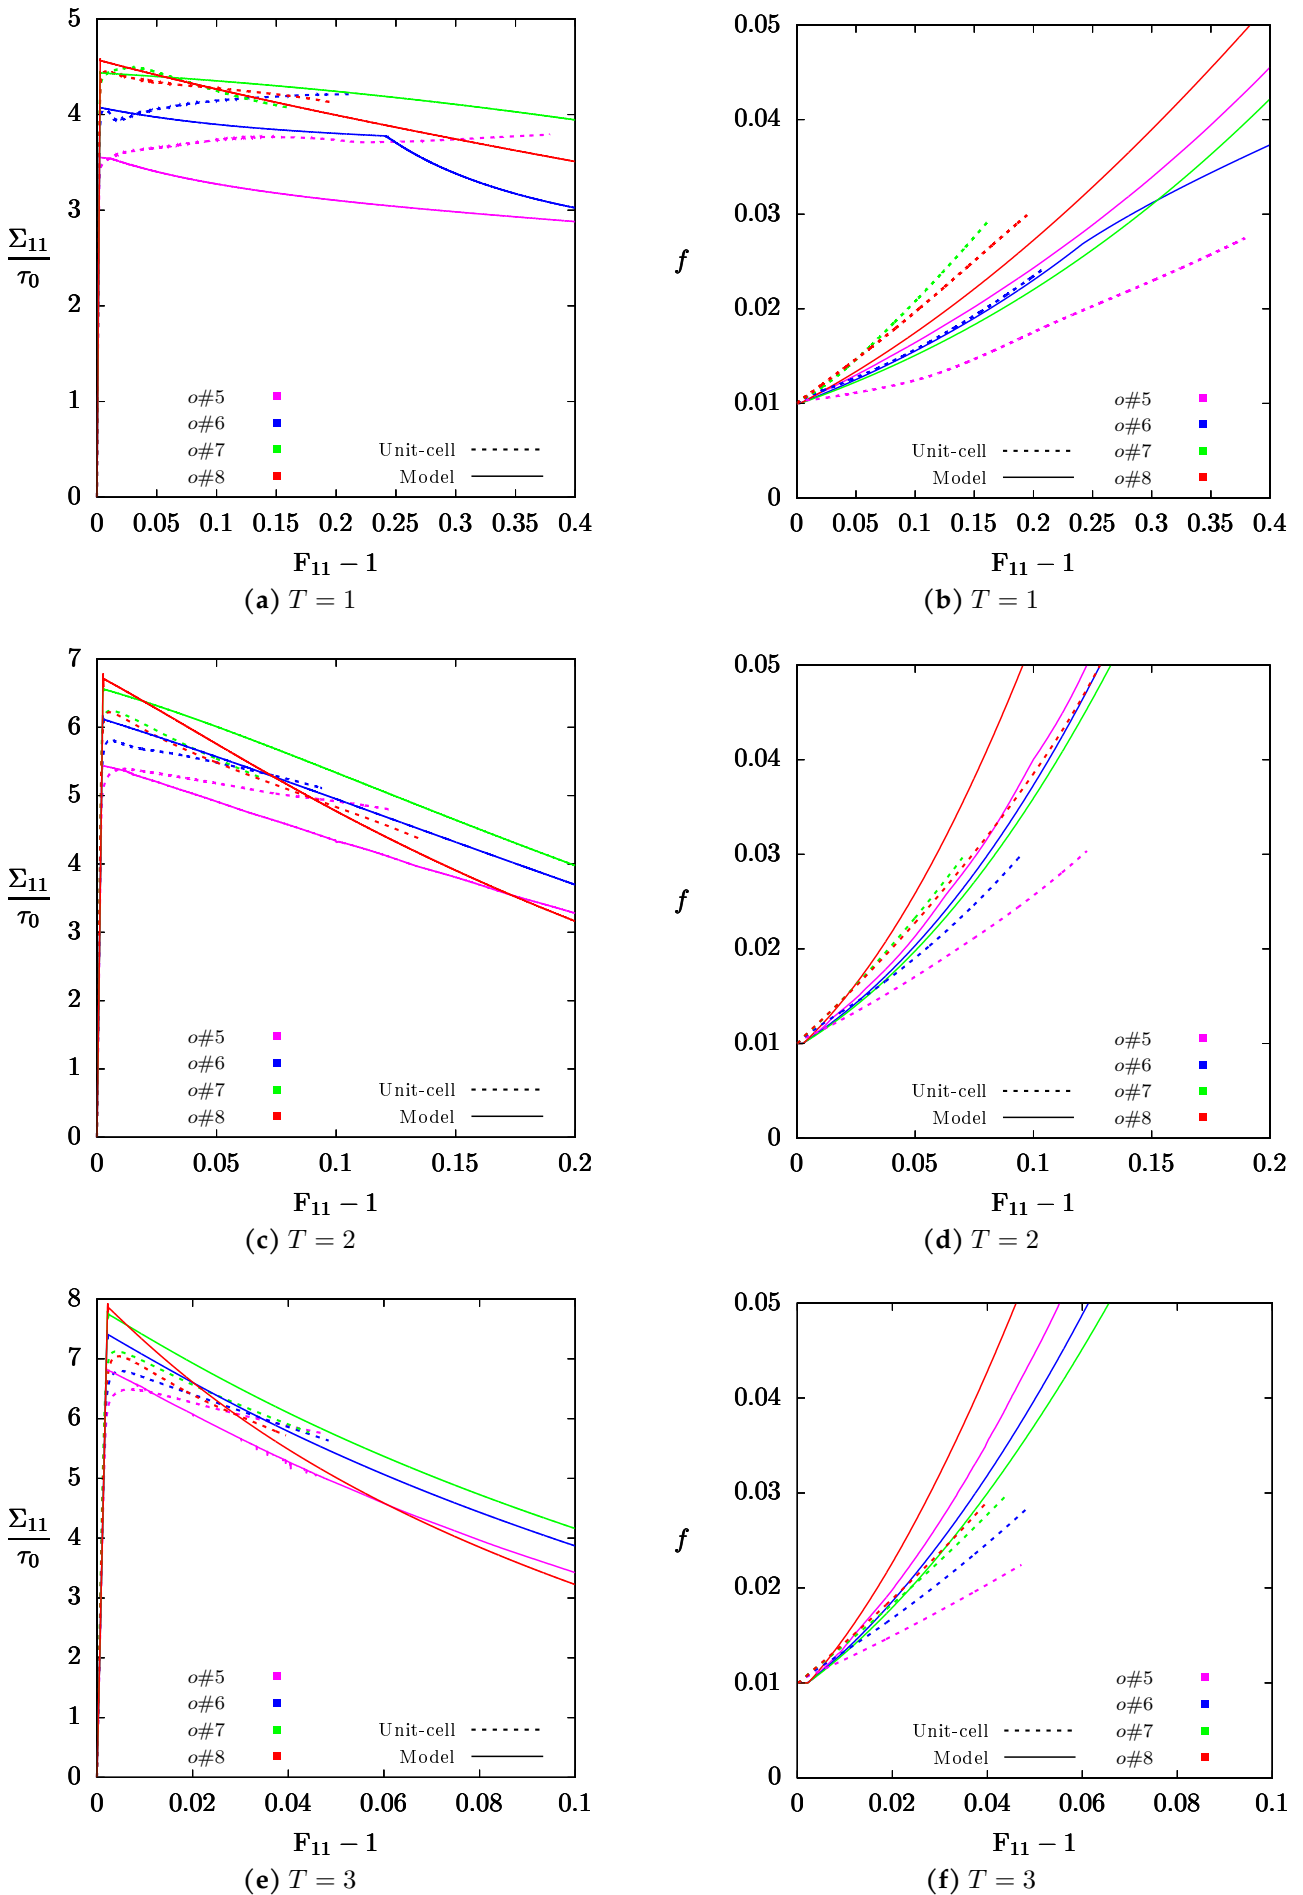 5
4
3
2
1
0
Σ₁₁
τ₀
o#5
o#6
o#7
o#8
Unit-cell
Model
0 0.05 0.1 0.15 0.2 0.25 0.3 0.35 0.4
F₁₁ − 1
(a) T = 1
0.05
0.04
0.03
0.02
0.01
0
f
o#5
o#6
o#7
o#8
Unit-cell
Model
0 0.05 0.1 0.15 0.2 0.25 0.3 0.35 0.4
F₁₁ − 1
(b) T = 1
7
6
5
4
3
2
1
0
Σ₁₁
τ₀
o#5
o#6
o#7
o#8
Unit-cell
Model
0 0.05 0.1 0.15 0.2
F₁₁ − 1
(c) T = 2
0.05
0.04
0.03
0.02
0.01
0
f
o#5
o#6
o#7
o#8
Unit-cell
Model
0 0.05 0.1 0.15 0.2
F₁₁ − 1
(d) T = 2
8
7
6
5
4
3
2
1
0
Σ₁₁
τ₀
o#5
o#6
o#7
o#8
Unit-cell
Model
0 0.02 0.04 0.06 0.08 0.1
F₁₁ − 1
(e) T = 3
0.05
0.04
0.03
0.02
0.01
0
f
o#5
o#6
o#7
o#8
Unit-cell
Model
0 0.02 0.04 0.06 0.08 0.1
F₁₁ − 1
(f) T = 3